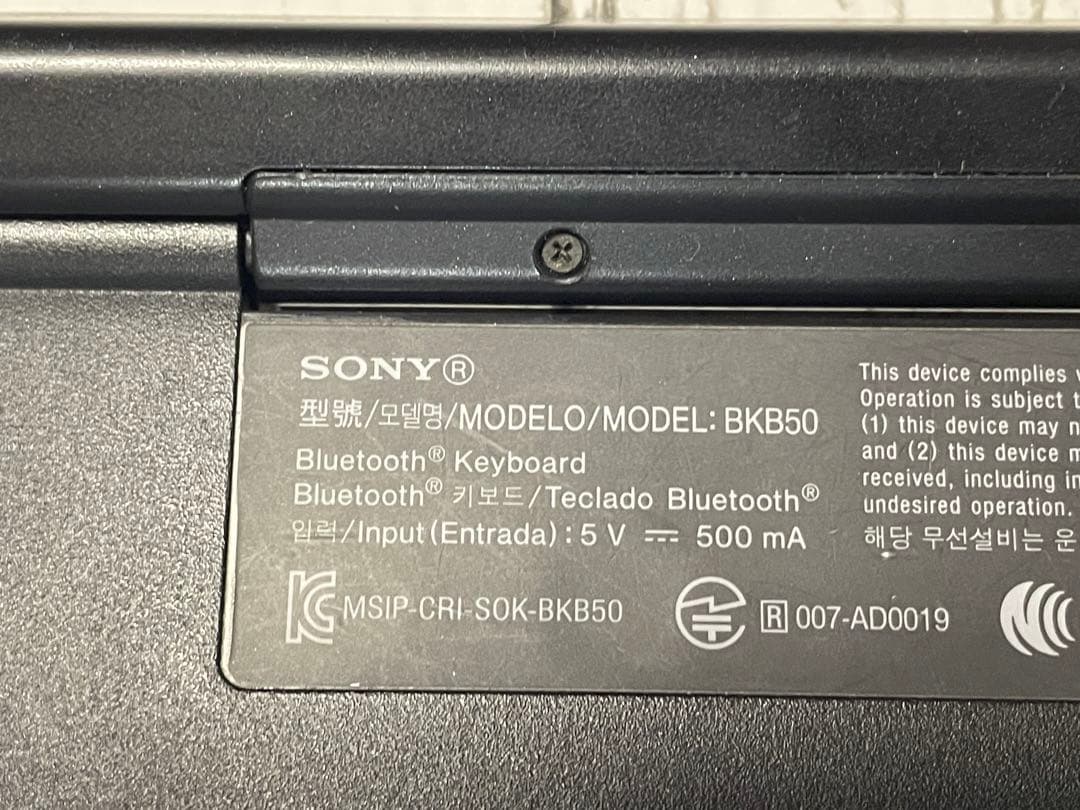 SONY®
型號/모델명/MODELO/MODEL: BKB50
Bluetooth® Keyboard
Bluetooth® 키보드/Teclado Bluetooth®
입력/Input (Entrada) : 5 V ⎓ 500 mA
MSIP-CRI-SOK-BKB50
R 007-AD0019
This device complies
Operation is subject
(1) this device may
and (2) this device
received, including
undesired operation.
해당 무선설비는 운